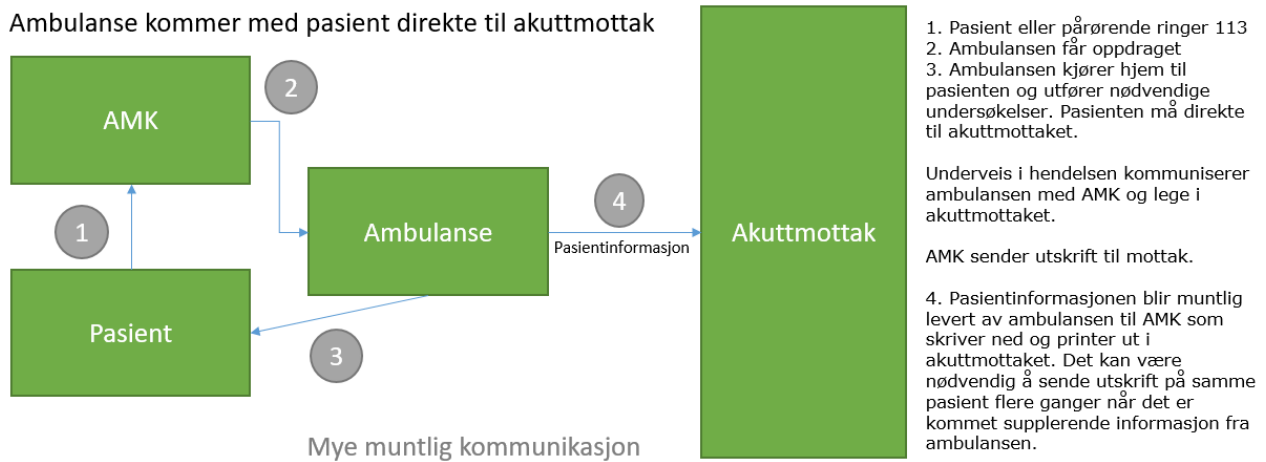 Ambulanse kommer med pasient direkte til akuttmottak
AMK
2
1
Ambulanse
4
Pasientinformasjon
Akuttmottak
Pasient
3
Mye muntlig kommunikasjon
1. Pasient eller pårørende ringer 113
2. Ambulansen får oppdraget
3. Ambulansen kjører hjem til
pasienten og utfører nødvendige
undersøkelser. Pasienten må direkte
til akuttmottaket.
Underveis i hendelsen kommuniserer
ambulansen med AMK og lege i
akuttmottaket.
AMK sender utskrift til mottak.
4. Pasientinformasjonen blir muntlig
levert av ambulansen til AMK som
skriver ned og printer ut i
akuttmottaket. Det kan være
nødvendig å sende utskrift på samme
pasient flere ganger når det er
kommet supplerende informasjon fra
ambulansen.